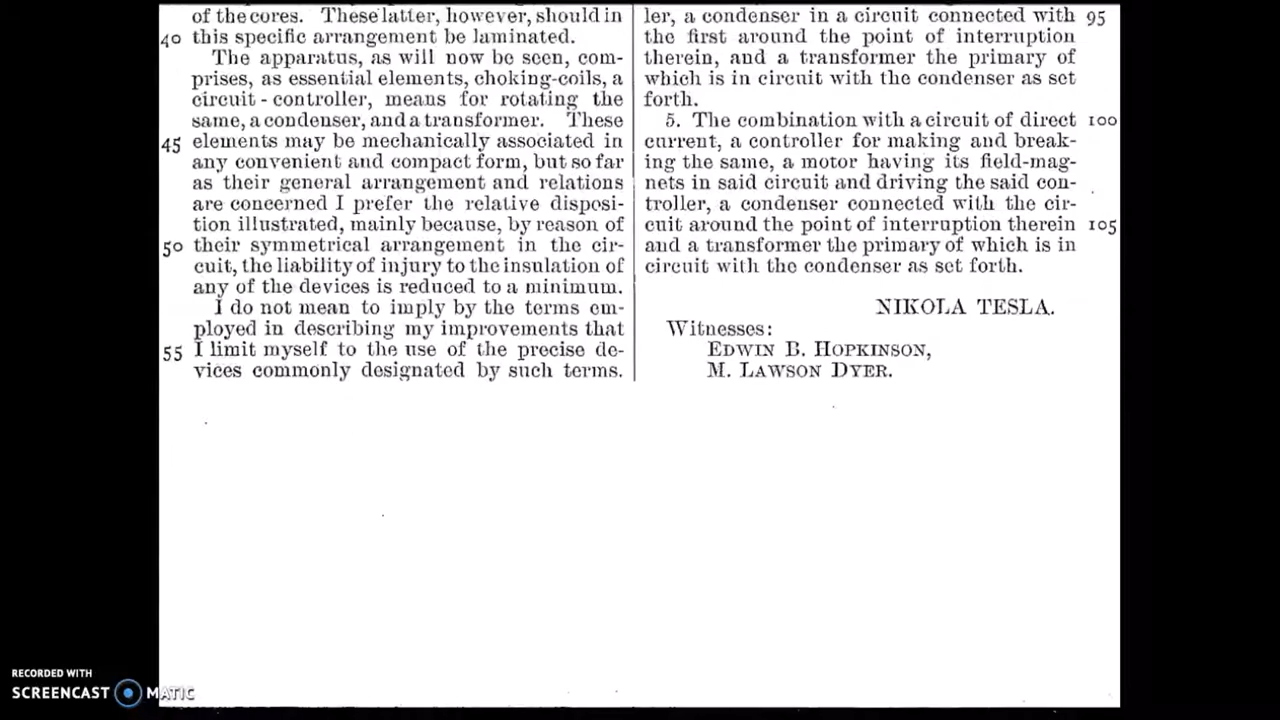 of the cores. These latter, however, should in
40 this specific arrangement be laminated.
The apparatus, as will now be seen, com-
prises, as essential elements, choking-coils, a
circuit-controller, means for rotating the
same, a condenser, and a transformer. These
45 elements may be mechanically associated in
any convenient and compact form, but so far
as their general arrangement and relations
are concerned I prefer the relative disposi-
tion illustrated, mainly because, by reason of
50 their symmetrical arrangement in the cir-
cuit, the liability of injury to the insulation of
any of the devices is reduced to a minimum.
I do not mean to imply by the terms em-
ployed in describing my improvements that
55 I limit myself to the use of the precise de-
vices commonly designated by such terms.
ler, a condenser in a circuit connected with 95
the first around the point of interruption
therein, and a transformer the primary of
which is in circuit with the condenser as set
forth.
5. The combination with a circuit of direct 100
current, a controller for making and break-
ing the same, a motor having its field-mag-
nets in said circuit and driving the said con-
troller, a condenser connected with the cir-
cuit around the point of interruption therein 105
and a transformer the primary of which is in
circuit with the condenser as set forth.
NIKOLA TESLA.
Witnesses:
EDWIN B. HOPKINSON,
M. LAWSON DYER.
RECORDED WITH
SCREENCAST MATIC